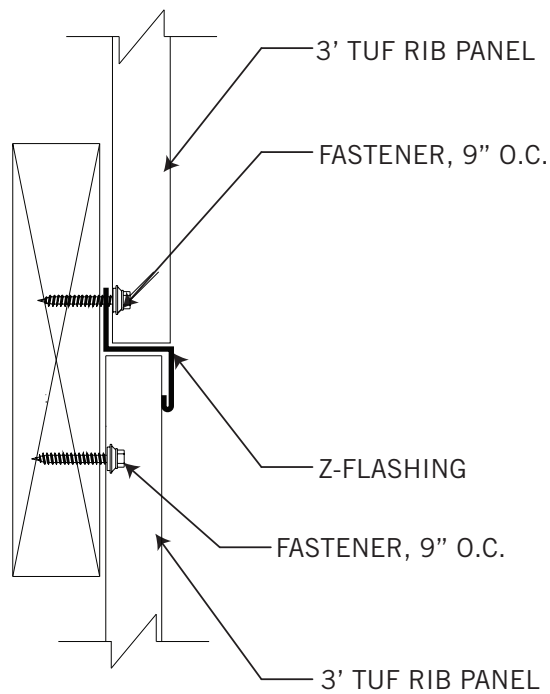 3’ TUF RIB PANEL
FASTENER, 9” O.C.
Z-FLASHING
FASTENER, 9” O.C.
3’ TUF RIB PANEL